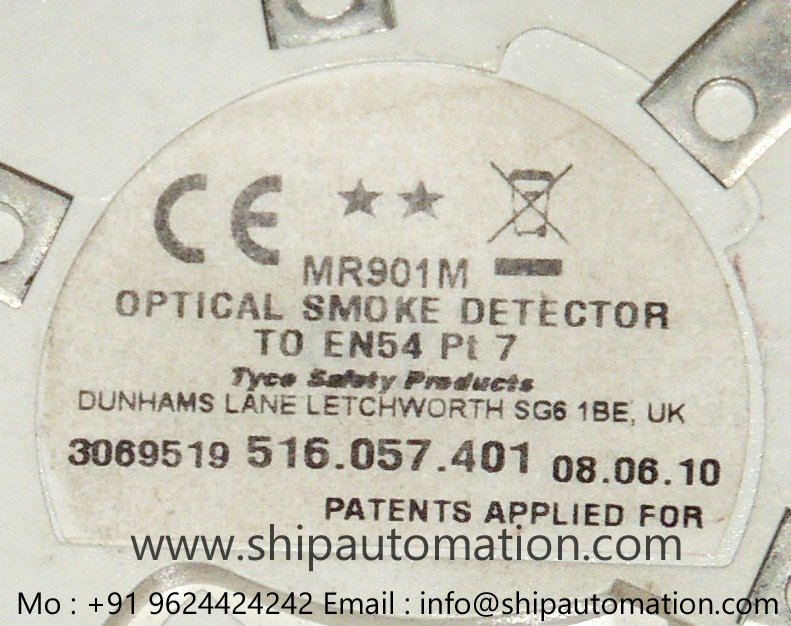 CE
MR901M
OPTICAL SMOKE DETECTOR
TO EN54 Pt 7
Tyco Safety Products
DUNHAMS LANE LETCHWORTH SG6 1BE, UK
3069519 516.057.401 08.06.10
PATENTS APPLIED FOR
www.shipautomation.com
Mo : +91 9624424242 Email : info@shipautomation.com